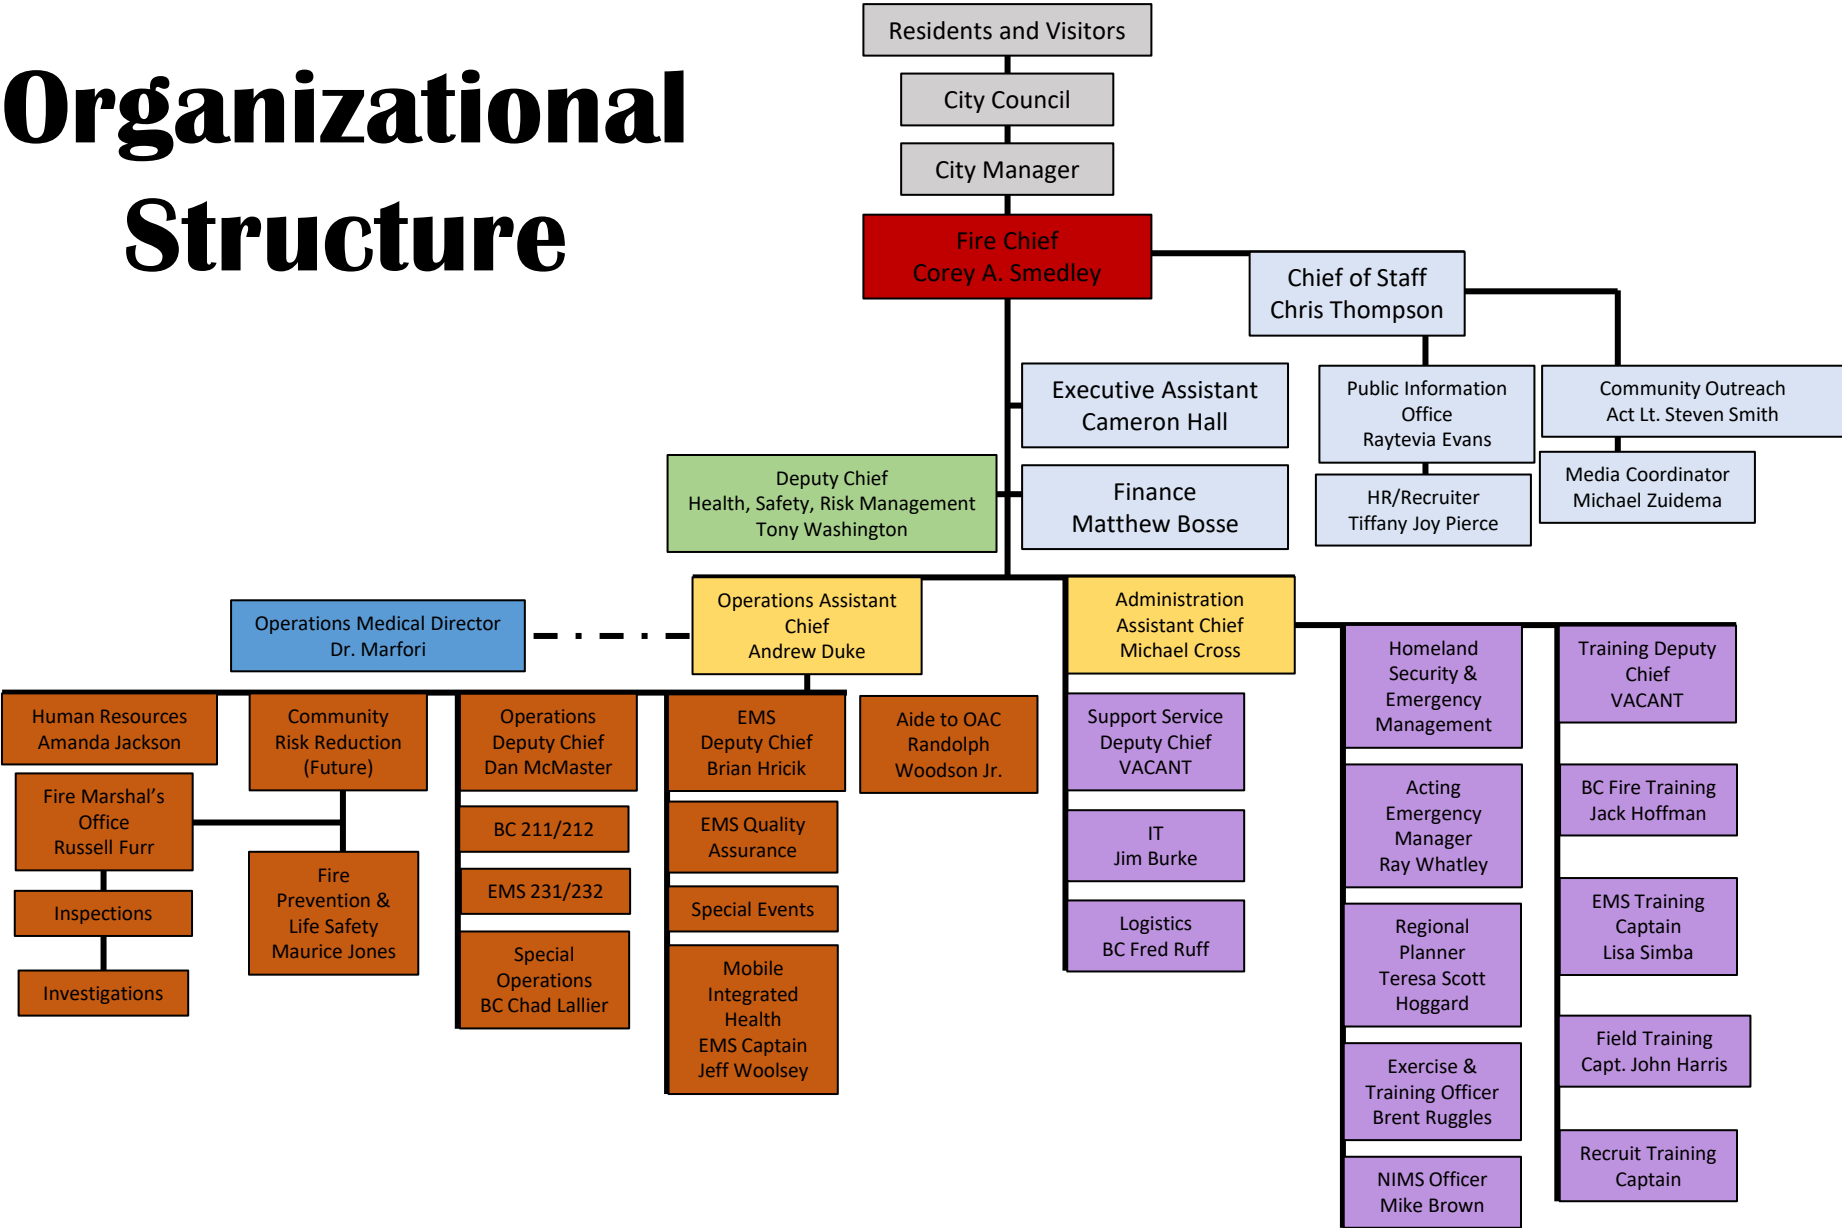 Organizational
Structure
Residents and Visitors
City Council
City Manager
Fire Chief
Corey A. Smedley
Chief of Staff
Chris Thompson
Executive Assistant
Cameron Hall
Public Information
Office
Raytevia Evans
Community Outreach
Act Lt. Steven Smith
Deputy Chief
Health, Safety, Risk Management
Tony Washington
Finance
Matthew Bosse
HR/Recruiter
Tiffany Joy Pierce
Media Coordinator
Michael Zuidema
Operations Medical Director
Dr. Marfori
Operations Assistant
Chief
Andrew Duke
Administration
Assistant Chief
Michael Cross
Human Resources
Amanda Jackson
Fire Marshal’s
Office
Russell Furr
Inspections
Investigations
Community
Risk Reduction
(Future)
Fire
Prevention &
Life Safety
Maurice Jones
Operations
Deputy Chief
Dan McMaster
BC 211/212
EMS 231/232
Special
Operations
BC Chad Lallier
EMS
Deputy Chief
Brian Hricik
EMS Quality
Assurance
Special Events
Mobile
Integrated
Health
EMS Captain
Jeff Woolsey
Aide to OAC
Randolph
Woodson Jr.
Support Service
Deputy Chief
VACANT
IT
Jim Burke
Logistics
BC Fred Ruff
Homeland
Security &
Emergency
Management
Acting
Emergency
Manager
Ray Whatley
Regional
Planner
Teresa Scott
Hoggard
Exercise &
Training Officer
Brent Ruggles
NIMS Officer
Mike Brown
Training Deputy
Chief
VACANT
BC Fire Training
Jack Hoffman
EMS Training
Captain
Lisa Simba
Field Training
Capt. John Harris
Recruit Training
Captain